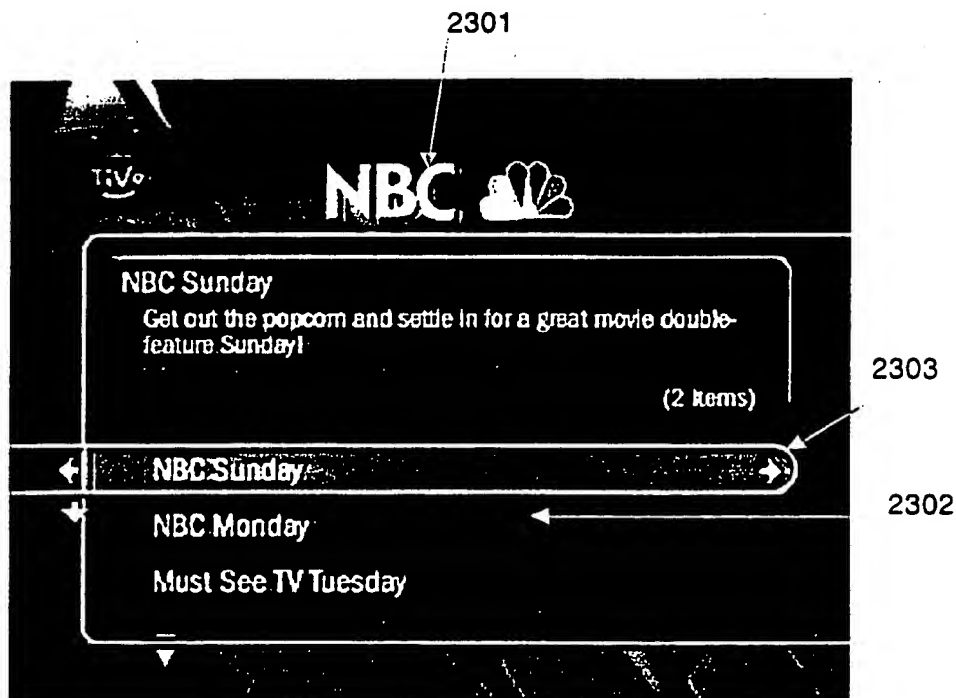 2301
TiVo
NBC
NBC Sunday
Get out the popcorn and settle in for a great movie double-
feature Sunday!
(2 items)
2303
NBC Sunday
2302
NBC Monday
Must See TV Tuesday